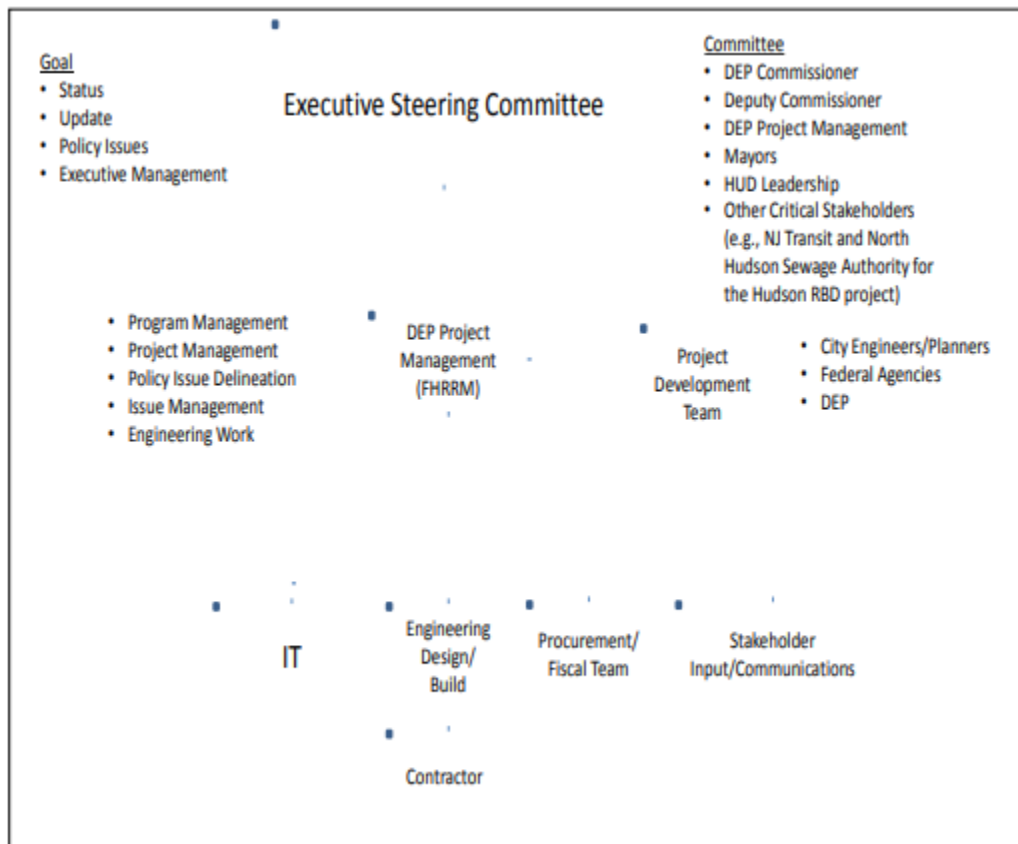 Goal
• Status
• Update
• Policy Issues
• Executive Management
Executive Steering Committee
Committee
• DEP Commissioner
• Deputy Commissioner
• DEP Project Management
• Mayors
• HUD Leadership
• Other Critical Stakeholders
(e.g., NJ Transit and North
Hudson Sewage Authority for
the Hudson RBD project)
• Program Management
• Project Management
• Policy Issue Delineation
• Issue Management
• Engineering Work
DEP Project
Management
(FHRRM)
Project
Development
Team
• City Engineers/Planners
• Federal Agencies
• DEP
IT
Engineering
Design/
Build
Procurement/
Fiscal Team
Stakeholder
Input/Communications
Contractor